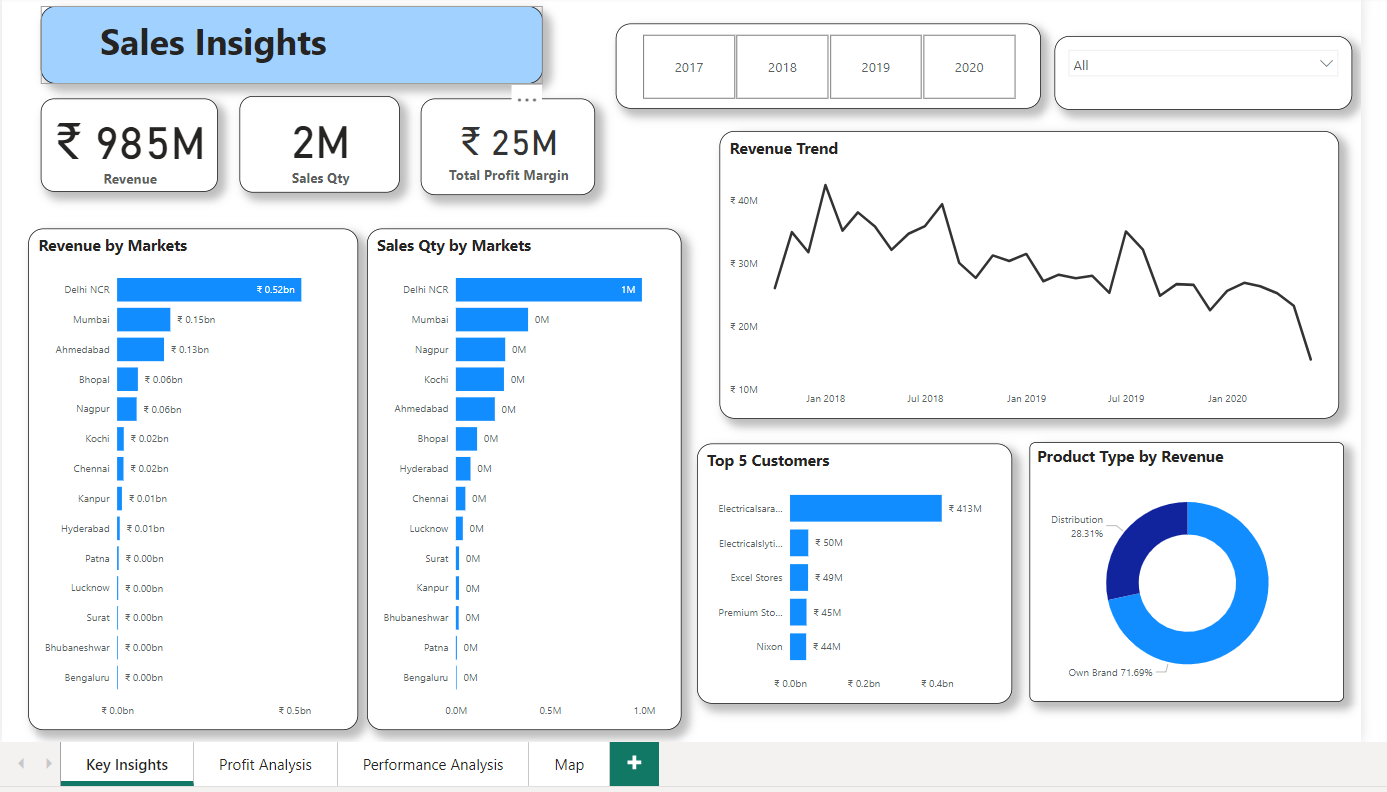 Sales Insights
2017
2018
2019
2020
All
₹ 985M
Revenue
2M
Sales Qty
₹ 25M
Total Profit Margin
Revenue Trend
₹ 40M
₹ 30M
₹ 20M
₹ 10M
Jan 2018
Jul 2018
Jan 2019
Jul 2019
Jan 2020
Revenue by Markets
Delhi NCR ₹ 0.52bn
Mumbai ₹ 0.15bn
Ahmedabad ₹ 0.13bn
Bhopal ₹ 0.06bn
Nagpur ₹ 0.06bn
Kochi ₹ 0.02bn
Chennai ₹ 0.02bn
Kanpur ₹ 0.01bn
Hyderabad ₹ 0.01bn
Patna ₹ 0.00bn
Lucknow ₹ 0.00bn
Surat ₹ 0.00bn
Bhubaneshwar ₹ 0.00bn
Bengaluru ₹ 0.00bn
₹ 0.0bn ₹ 0.5bn
Sales Qty by Markets
Delhi NCR 1M
Mumbai 0M
Nagpur 0M
Kochi 0M
Ahmedabad 0M
Bhopal 0M
Hyderabad 0M
Chennai 0M
Lucknow 0M
Surat 0M
Kanpur 0M
Bhubaneshwar 0M
Patna 0M
Bengaluru 0M
0.0M 0.5M 1.0M
Top 5 Customers
Electricalsara... ₹ 413M
Electricalslyti... ₹ 50M
Excel Stores ₹ 49M
Premium Sto... ₹ 45M
Nixon ₹ 44M
₹ 0.0bn ₹ 0.2bn ₹ 0.4bn
Product Type by Revenue
Distribution
28.31%
Own Brand 71.69%
Key Insights
Profit Analysis
Performance Analysis
Map
+